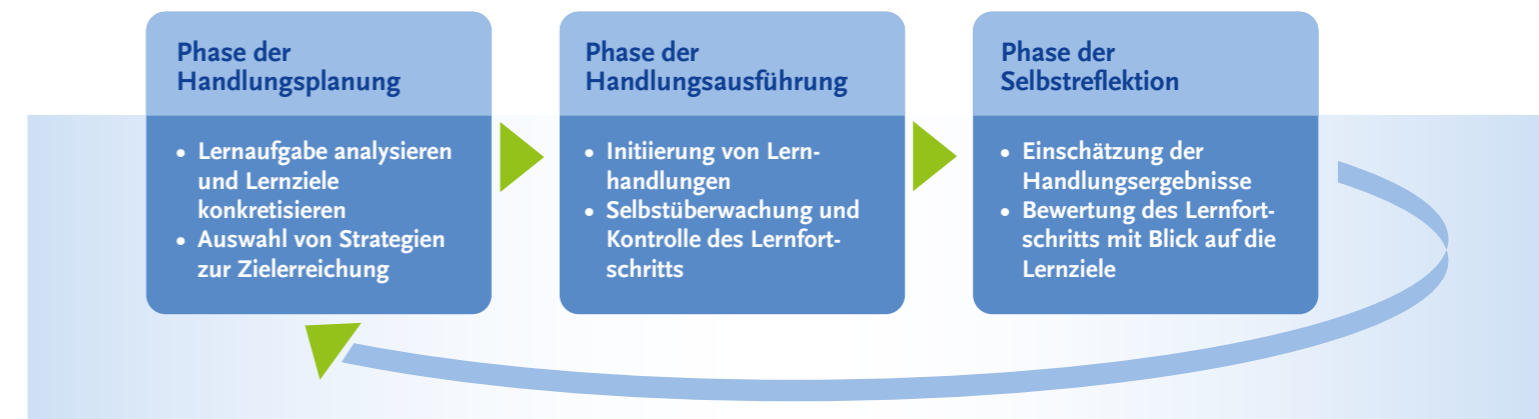 Phase der
Handlungsplanung
• Lernaufgabe analysieren
und Lernziele
konkretisieren
• Auswahl von Strategien
zur Zielerreichung
Phase der
Handlungsausführung
• Initiierung von Lern-
handlungen
• Selbstüberwachung und
Kontrolle des Lernfort-
schritts
Phase der
Selbstreflektion
• Einschätzung der
Handlungsergebnisse
• Bewertung des Lernfort-
schritts mit Blick auf die
Lernziele